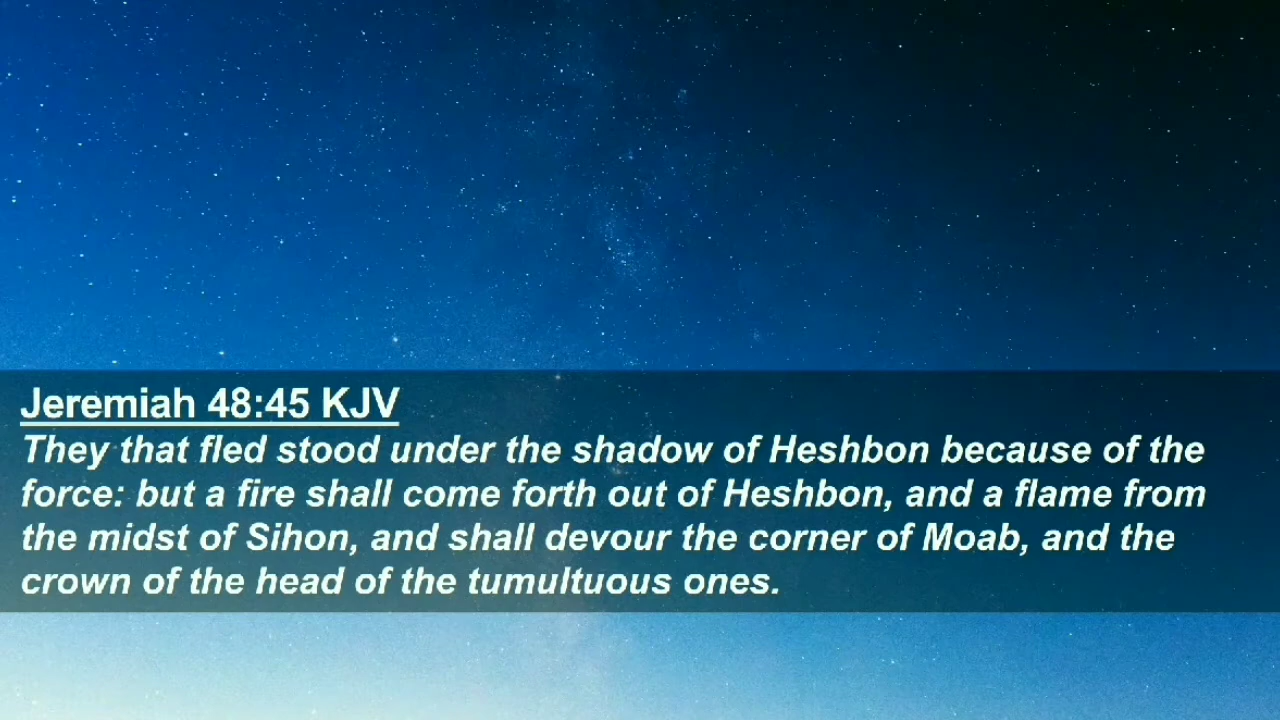 Jeremiah 48:45 KJV
They that fled stood under the shadow of Heshbon because of the
force: but a fire shall come forth out of Heshbon, and a flame from
the midst of Sihon, and shall devour the corner of Moab, and the
crown of the head of the tumultuous ones.